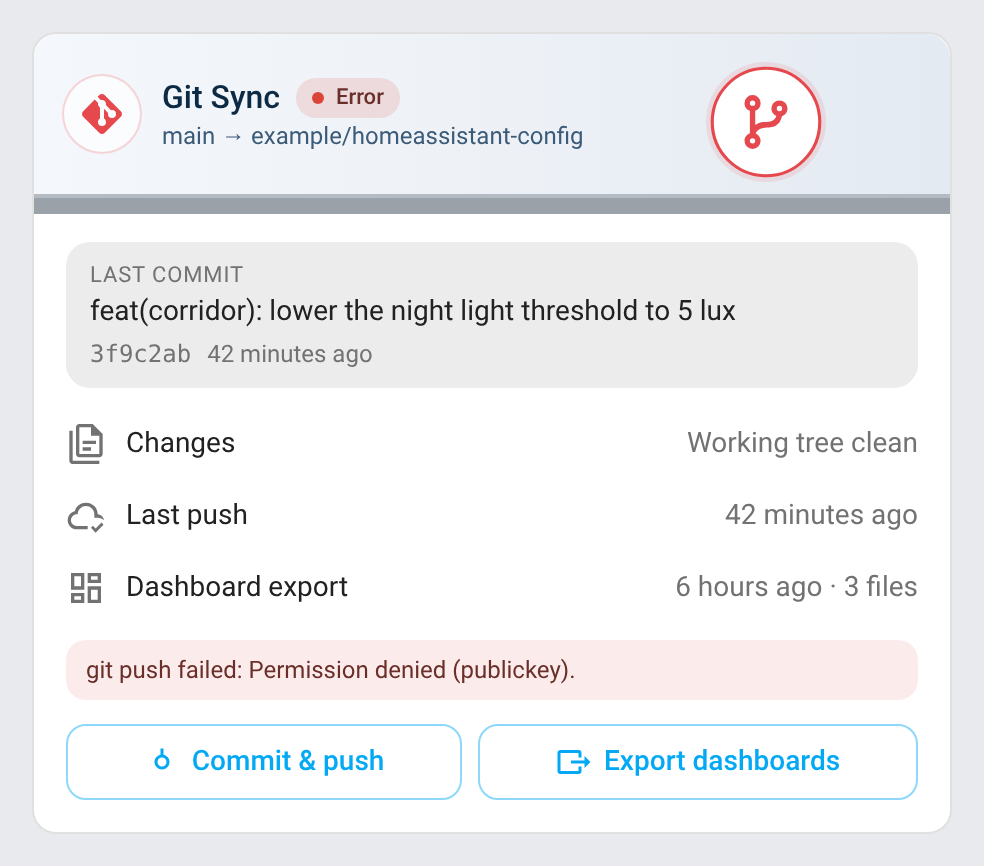 Git Sync
Error
main → example/homeassistant-config
LAST COMMIT
feat(corridor): lower the night light threshold to 5 lux
3f9c2ab 42 minutes ago
Changes Working tree clean
Last push 42 minutes ago
Dashboard export 6 hours ago · 3 files
git push failed: Permission denied (publickey).
Commit & push Export dashboards